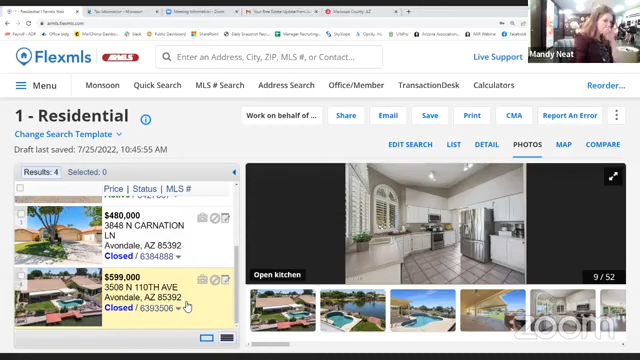 1 - Residential
armls.flexmls.com
Flexmls
ARMLS
Enter an Address, City, ZIP, MLS #, or Contact...
Live Support
Mandy Neat
Menu
Monsoon
Quick Search
MLS # Search
Address Search
Office/Member
TransactionDesk
Calculators
Reorder...
1 - Residential
Work on behalf of ...
Share
Email
Save
Print
CMA
Report An Error
Change Search Template
Draft last saved: 7/25/2022, 10:45:55 AM
EDIT SEARCH
LIST
DETAIL
PHOTOS
MAP
COMPARE
Results: 4
Selected: 0
Price | Status | MLS #
$480,000
3848 N CARNATION
LN
Avondale, AZ 85392
Closed / 6384888
$599,000
3508 N 110TH AVE
Avondale, AZ 85392
Closed / 6393506
Open kitchen
9 / 52
zoom